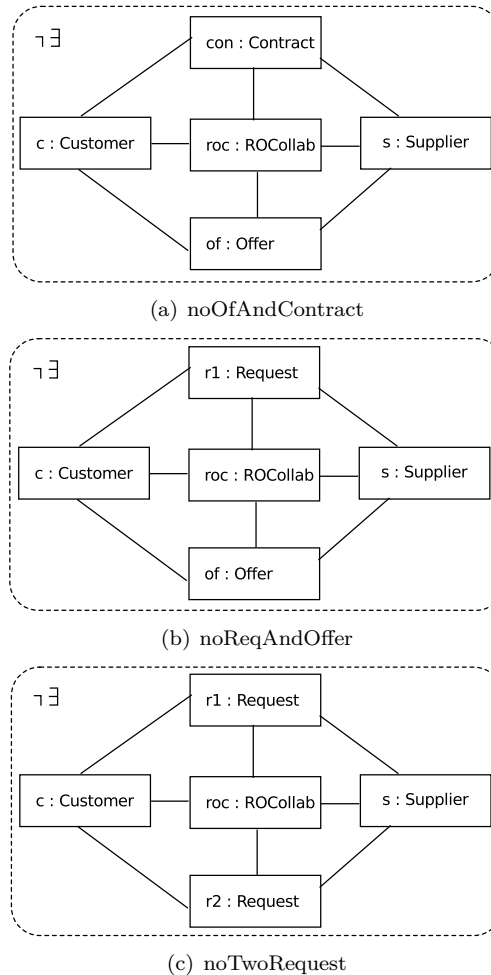 ¬∃
con : Contract
c : Customer
roc : ROCollab
s : Supplier
of : Offer
(a) noOfAndContract
¬∃
r1 : Request
c : Customer
roc : ROCollab
s : Supplier
of : Offer
(b) noReqAndOffer
¬∃
r1 : Request
c : Customer
roc : ROCollab
s : Supplier
r2 : Request
(c) noTwoRequest